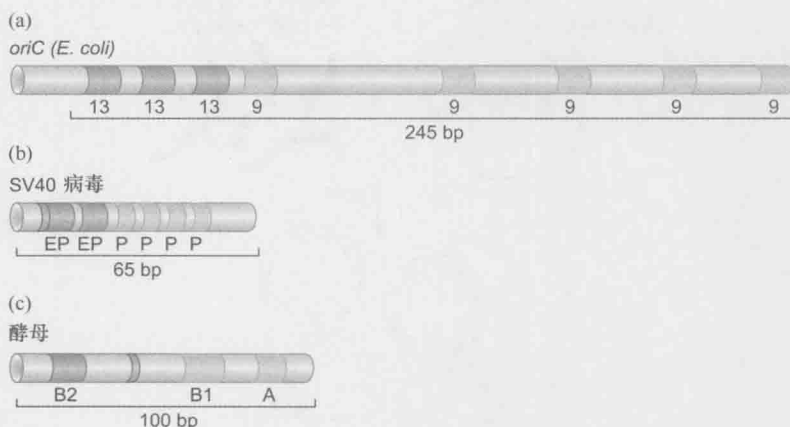 (a)
oriC (E. coli)
13 13 13 9 9 9 9 9
245 bp
(b)
SV40 病毒
EP EP P P P P
65 bp
(c)
酵母
B2 B1 A
100 bp